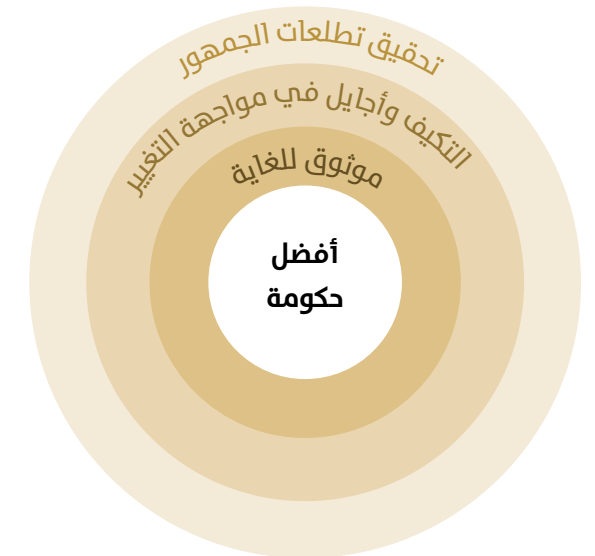 تحقيق تطلعات الجمهور
التكيف وأجايل في مواجهة التغيير
موثوق للغاية
أفضل
حكومة